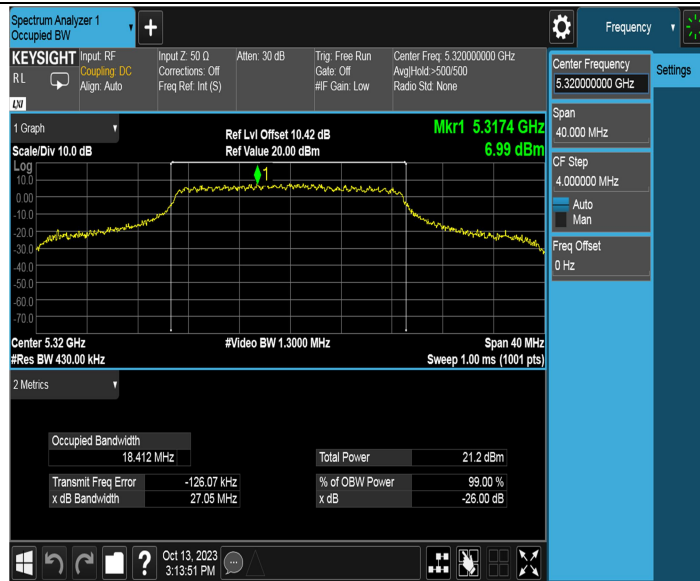 Spectrum Analyzer 1
Occupied BW
+
Frequency
KEYSIGHT
RL
LXI
Input: RF
Coupling: DC
Align: Auto
Input Z: 50 Ω
Corrections: Off
Freq Ref: Int (S)
Atten: 30 dB
Trig: Free Run
Gate: Off
#IF Gain: Low
Center Freq: 5.320000000 GHz
Avg|Hold:>500/500
Radio Std: None
Center Frequency
5.320000000 GHz
Settings
Span
40.000 MHz
CF Step
4.000000 MHz
Auto
Man
Freq Offset
0 Hz
1 Graph
Scale/Div 10.0 dB
Ref Lvl Offset 10.42 dB
Ref Value 20.00 dBm
Mkr1 5.3174 GHz
6.99 dBm
Log
10.0
0.00
-10.0
-20.0
-30.0
-40.0
-50.0
-60.0
-70.0
1
Center 5.32 GHz
#Res BW 430.00 kHz
#Video BW 1.3000 MHz
Span 40 MHz
Sweep 1.00 ms (1001 pts)
2 Metrics
Occupied Bandwidth
18.412 MHz
Total Power 21.2 dBm
Transmit Freq Error -126.07 kHz
% of OBW Power 99.00 %
x dB Bandwidth 27.05 MHz
x dB -26.00 dB
?
Oct 13, 2023
3:13:51 PM